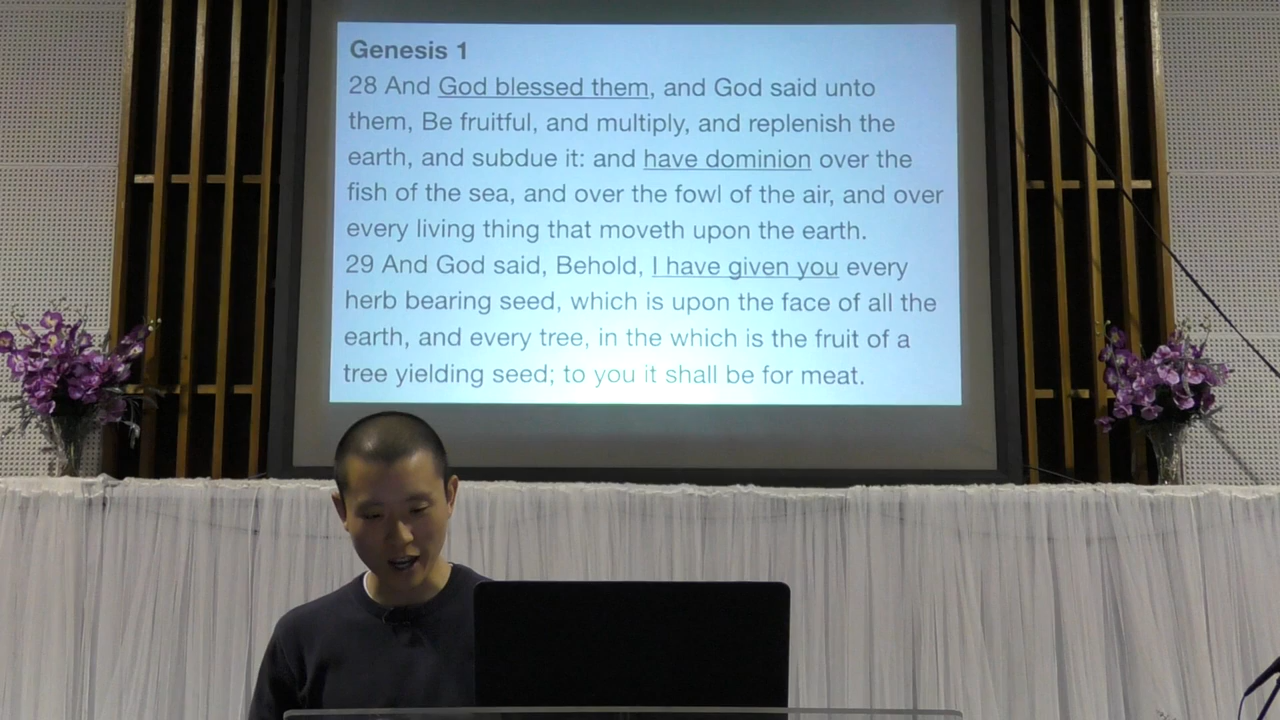 Genesis 1
28 And God blessed them, and God said unto
them, Be fruitful, and multiply, and replenish the
earth, and subdue it: and have dominion over the
fish of the sea, and over the fowl of the air, and over
every living thing that moveth upon the earth.
29 And God said, Behold, I have given you every
herb bearing seed, which is upon the face of all the
earth, and every tree, in the which is the fruit of a
tree yielding seed; to you it shall be for meat.